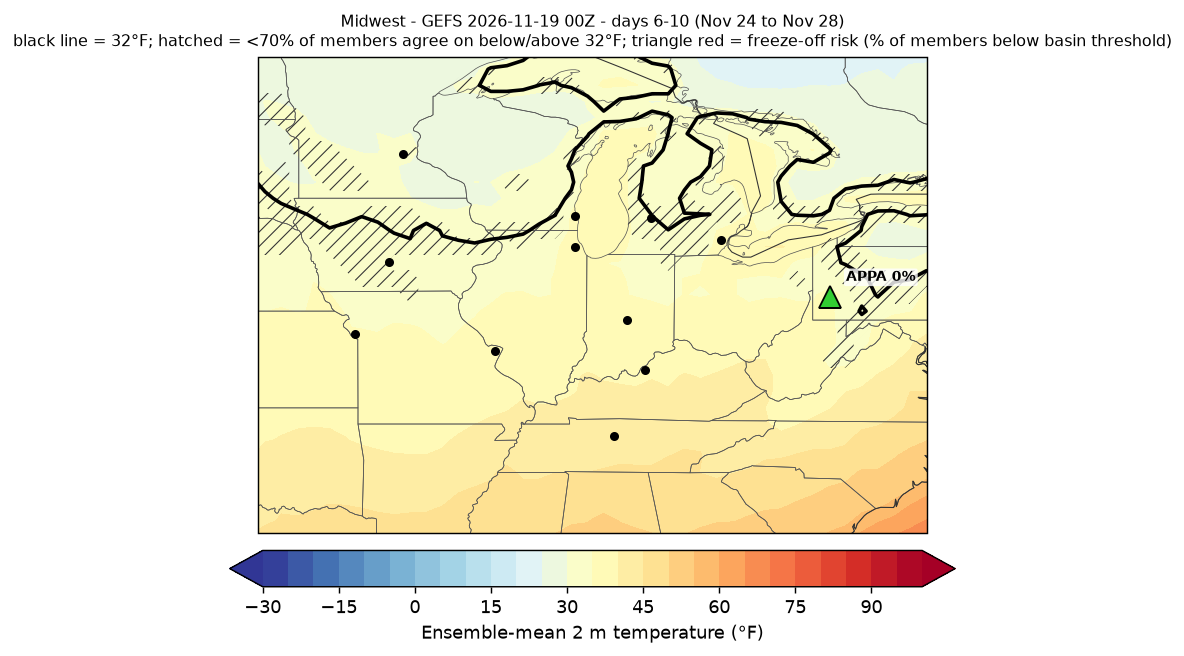 Midwest - GEFS 2026-11-19 00Z - days 6-10 (Nov 24 to Nov 28)
black line = 32°F; hatched = <70% of members agree on below/above 32°F; triangle red = freeze-off risk (% of members below basin threshold)
APPA 0%
−30 −15 0 15 30 45 60 75 90
Ensemble-mean 2 m temperature (°F)